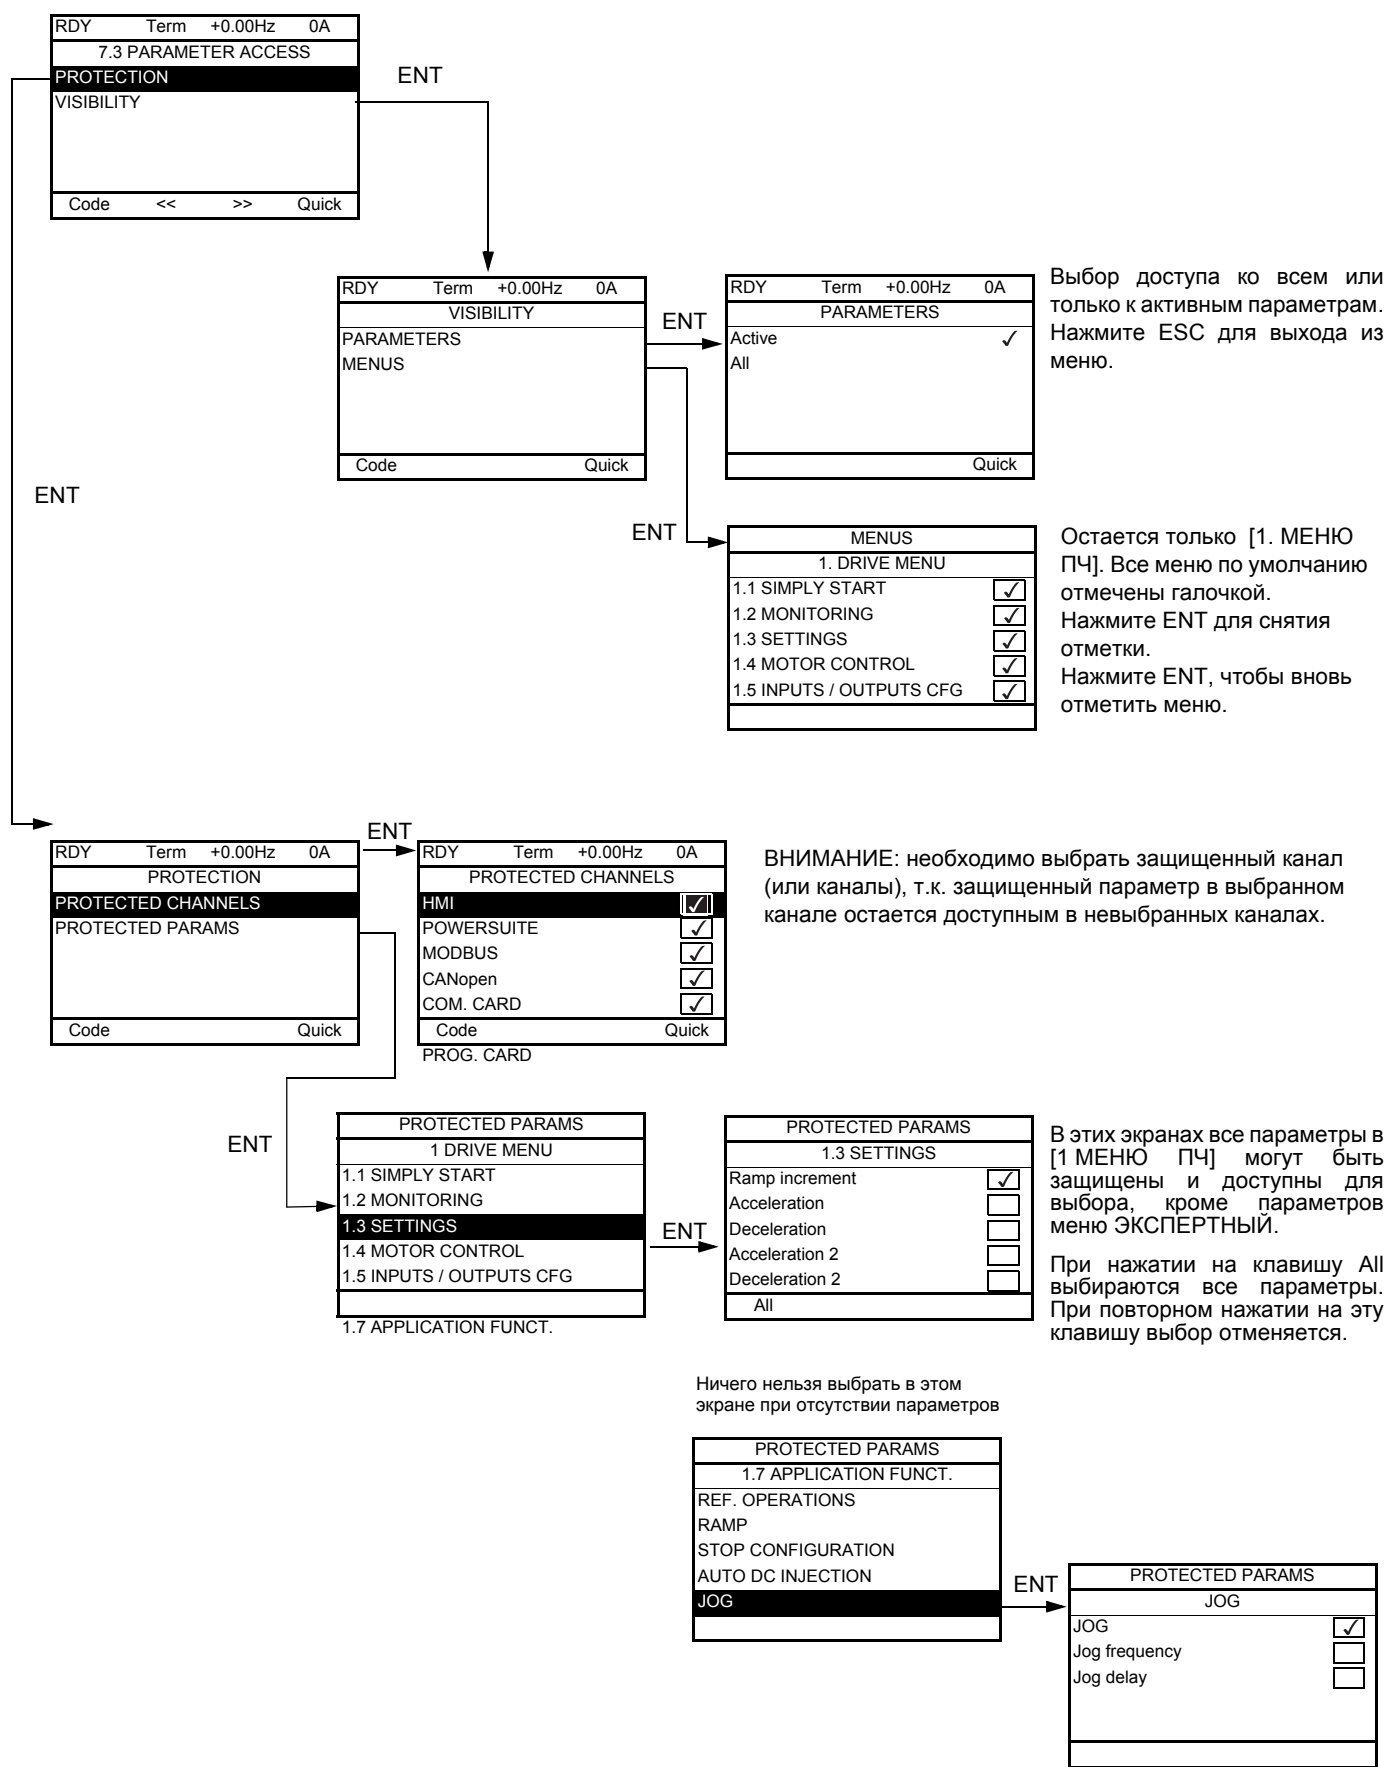 RDY Term +0.00Hz 0A
7.3 PARAMETER ACCESS
PROTECTION
VISIBILITY
Code << >> Quick
ENT
ENT
RDY Term +0.00Hz 0A
VISIBILITY
PARAMETERS
MENUS
Code Quick
ENT
RDY Term +0.00Hz 0A
PARAMETERS
Active ✓
All
Quick
Выбор доступа ко всем или
только к активным параметрам.
Нажмите ESC для выхода из
меню.
ENT
MENUS
1. DRIVE MENU
1.1 SIMPLY START ✓
1.2 MONITORING ✓
1.3 SETTINGS ✓
1.4 MOTOR CONTROL ✓
1.5 INPUTS / OUTPUTS CFG ✓
Остается только [1. МЕНЮ
ПЧ]. Все меню по умолчанию
отмечены галочкой.
Нажмите ENT для снятия
отметки.
Нажмите ENT, чтобы вновь
отметить меню.
RDY Term +0.00Hz 0A
PROTECTION
PROTECTED CHANNELS
PROTECTED PARAMS
Code Quick
ENT
RDY Term +0.00Hz 0A
PROTECTED CHANNELS
HMI ✓
POWERSUITE ✓
MODBUS ✓
CANopen ✓
COM. CARD ✓
Code Quick
PROG. CARD
ВНИМАНИЕ: необходимо выбрать защищенный канал
(или каналы), т.к. защищенный параметр в выбранном
канале остается доступным в невыбранных каналах.
ENT
PROTECTED PARAMS
1 DRIVE MENU
1.1 SIMPLY START
1.2 MONITORING
1.3 SETTINGS
1.4 MOTOR CONTROL
1.5 INPUTS / OUTPUTS CFG
1.7 APPLICATION FUNCT.
ENT
PROTECTED PARAMS
1.3 SETTINGS
Ramp increment ✓
Acceleration
Deceleration
Acceleration 2
Deceleration 2
All
В этих экранах все параметры в
[1 МЕНЮ ПЧ] могут быть
защищены и доступны для
выбора, кроме параметров
меню ЭКСПЕРТНЫЙ.
При нажатии на клавишу All
выбираются все параметры.
При повторном нажатии на эту
клавишу выбор отменяется.
Ничего нельзя выбрать в этом
экране при отсутствии параметров
PROTECTED PARAMS
1.7 APPLICATION FUNCT.
REF. OPERATIONS
RAMP
STOP CONFIGURATION
AUTO DC INJECTION
JOG
ENT
PROTECTED PARAMS
JOG
JOG ✓
Jog frequency
Jog delay